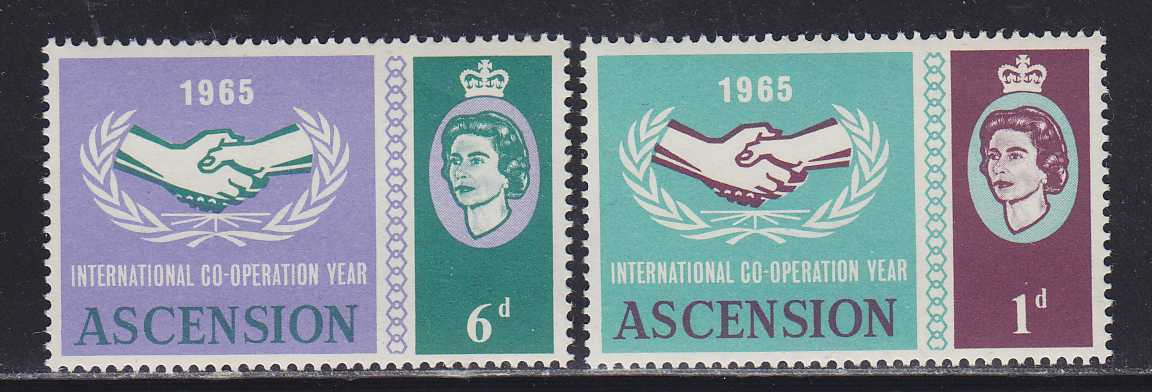 1965
INTERNATIONAL CO-OPERATION YEAR
ASCENSION
6d
1965
INTERNATIONAL CO-OPERATION YEAR
ASCENSION
1d